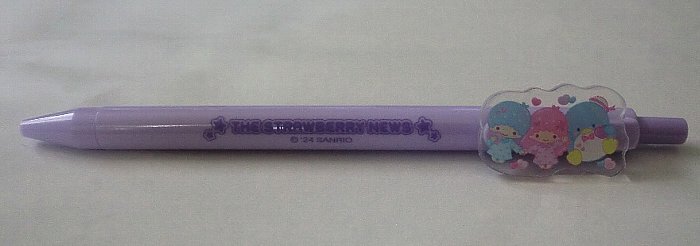 THE STRAWBERRY NEWS
© '24 SANRIO